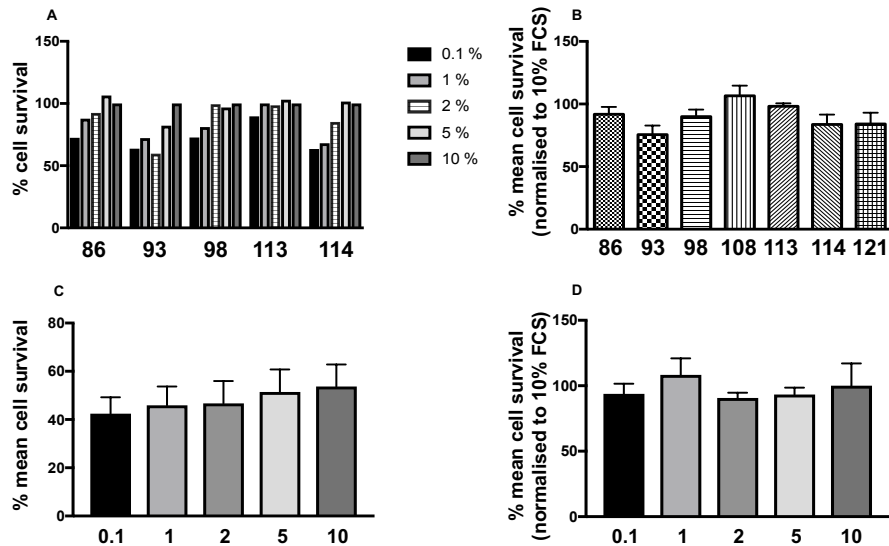 A
% cell survival
150
100
50
0
86 93 98 113 114
0.1 %
1 %
2 %
5 %
10 %
B
% mean cell survival
(normalised to 10% FCS)
150
100
50
0
86 93 98 108 113 114 121
C
% mean cell survival
80
60
40
20
0
0.1 1 2 5 10
D
% mean cell survival
(normalised to 10% FCS)
150
100
50
0
0.1 1 2 5 10